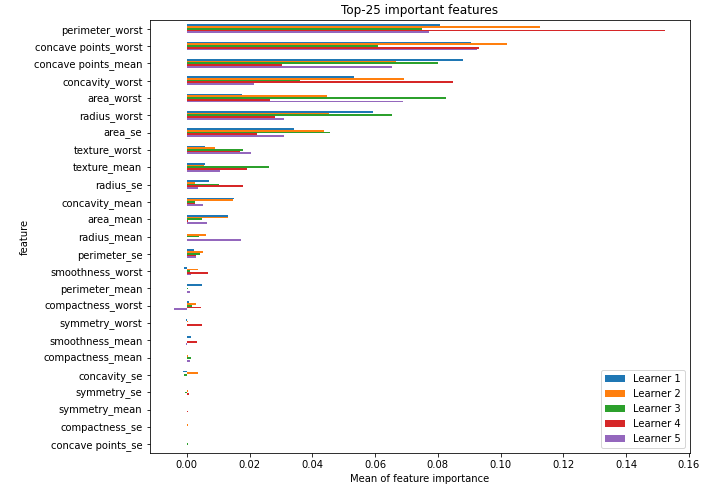 Top-25 important features
perimeter_worst
concave points_worst
concave points_mean
concavity_worst
area_worst
radius_worst
area_se
texture_worst
texture_mean
radius_se
concavity_mean
area_mean
radius_mean
perimeter_se
smoothness_worst
perimeter_mean
compactness_worst
symmetry_worst
smoothness_mean
compactness_mean
concavity_se
symmetry_se
symmetry_mean
compactness_se
concave points_se
feature
Learner 1
Learner 2
Learner 3
Learner 4
Learner 5
0.00 0.02 0.04 0.06 0.08 0.10 0.12 0.14 0.16
Mean of feature importance